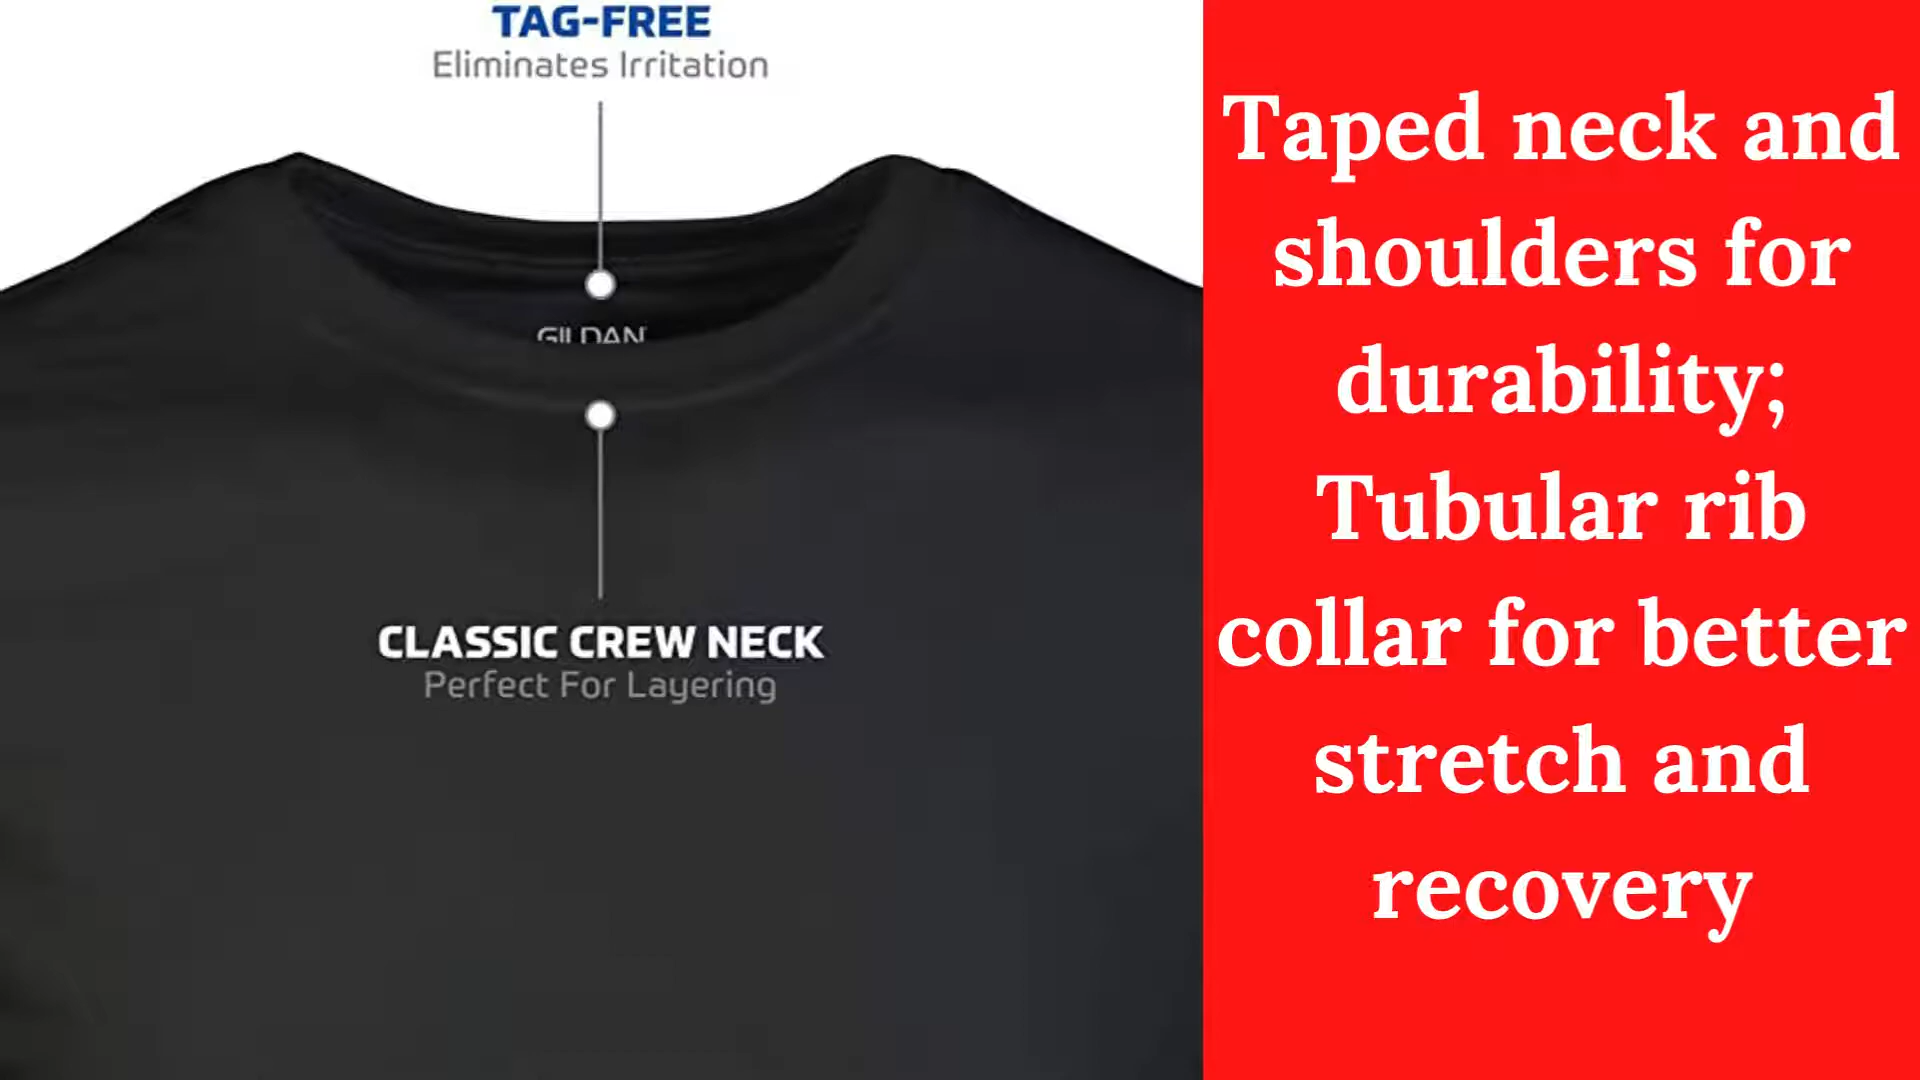 TAG-FREE
Eliminates Irritation
GILDAN
CLASSIC CREW NECK
Perfect For Layering
Taped neck and
shoulders for
durability;
Tubular rib
collar for better
stretch and
recovery